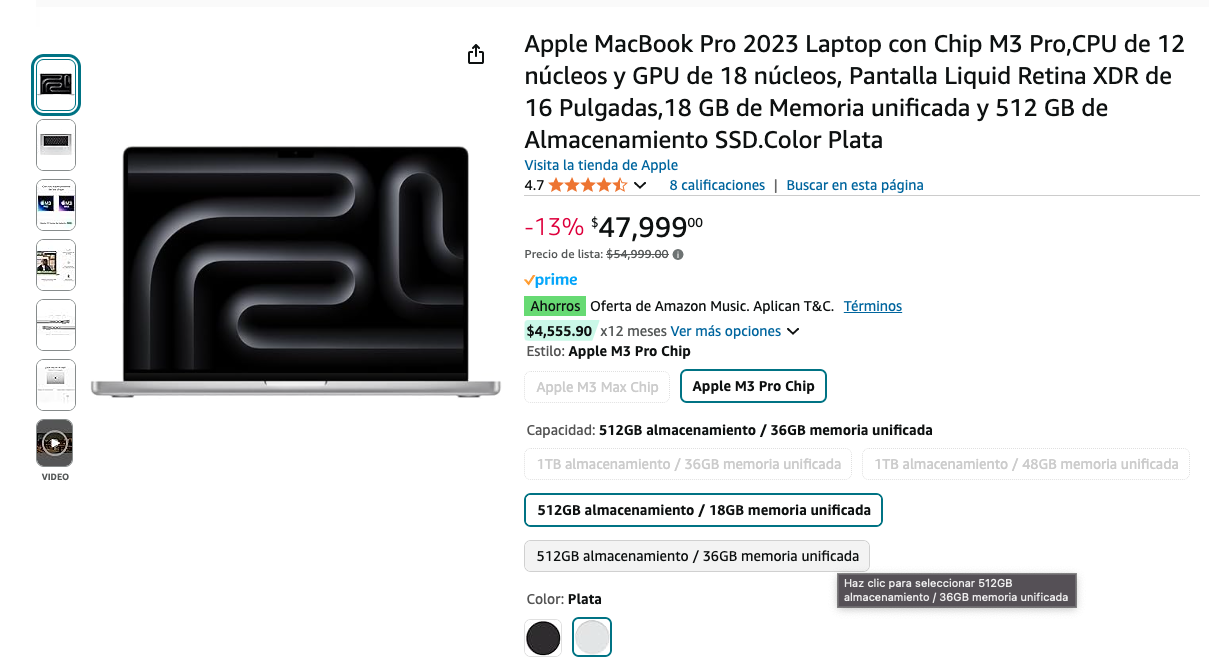 Apple MacBook Pro 2023 Laptop con Chip M3 Pro,CPU de 12
núcleos y GPU de 18 núcleos, Pantalla Liquid Retina XDR de
16 Pulgadas,18 GB de Memoria unificada y 512 GB de
Almacenamiento SSD.Color Plata
Visita la tienda de Apple
4.7 8 calificaciones | Buscar en esta página
-13% $47,99900
Precio de lista: $54,999.00
prime
Ahorros Oferta de Amazon Music. Aplican T&C. Términos
$4,555.90 x12 meses Ver más opciones
Estilo: Apple M3 Pro Chip
Apple M3 Max Chip Apple M3 Pro Chip
Capacidad: 512GB almacenamiento / 36GB memoria unificada
1TB almacenamiento / 36GB memoria unificada 1TB almacenamiento / 48GB memoria unificada
512GB almacenamiento / 18GB memoria unificada
512GB almacenamiento / 36GB memoria unificada
Haz clic para seleccionar 512GB
almacenamiento / 36GB memoria unificada
Color: Plata
VIDEO